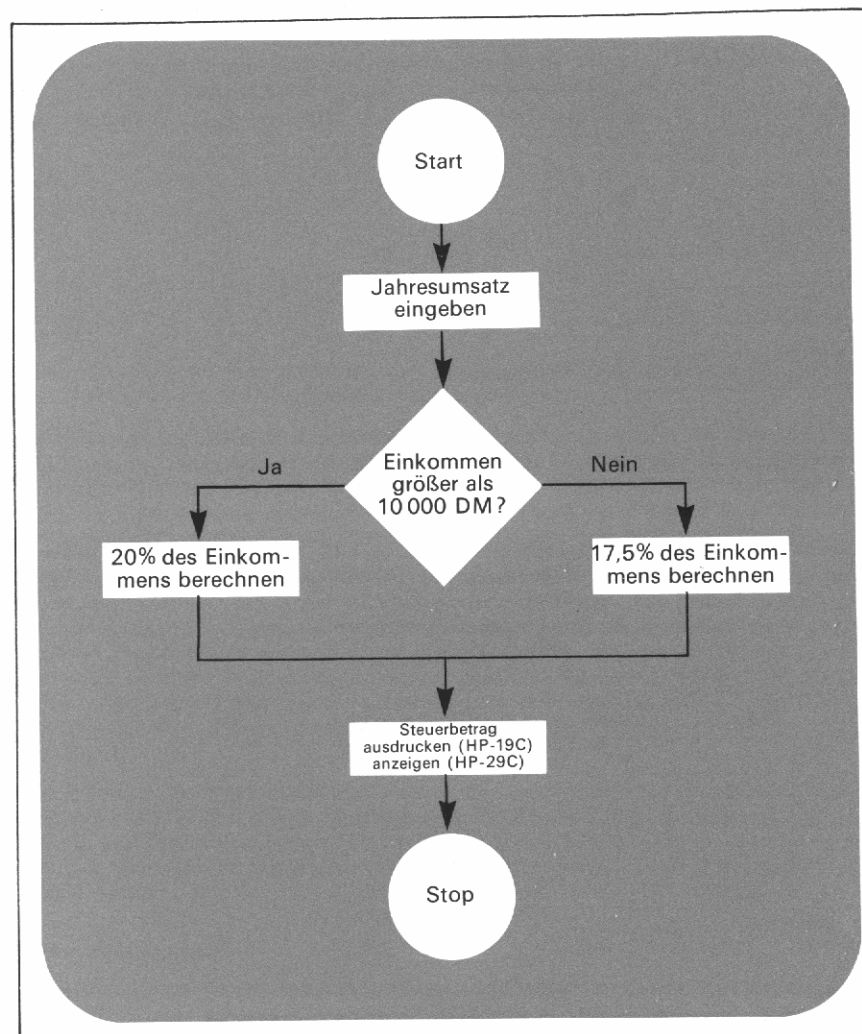 Start
Jahresumsatz
eingeben
Einkommen
größer als
10 000 DM?
Ja
Nein
20% des Einkom-
mens berechnen
17,5% des Einkom-
mens berechnen
Steuerbetrag
ausdrucken (HP-19C)
anzeigen (HP-29C)
Stop